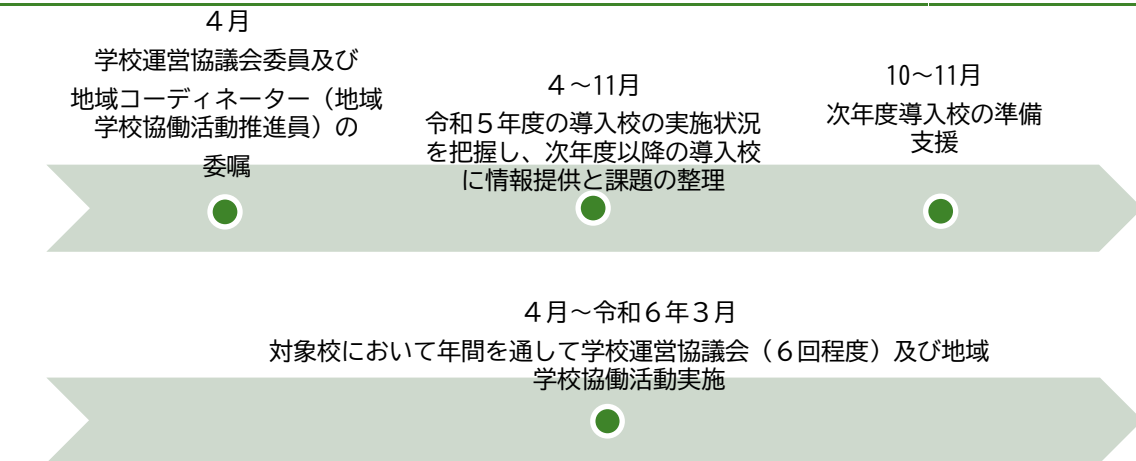 ４月
学校運営協議会委員及び
地域コーディネーター（地域
学校協働活動推進員）の
委嘱
４～11月
令和５年度の導入校の実施状況
を把握し、次年度以降の導入校
に情報提供と課題の整理
10～11月
次年度導入校の準備
支援
４月～令和６年３月
対象校において年間を通して学校運営協議会（６回程度）及び地域
学校協働活動実施